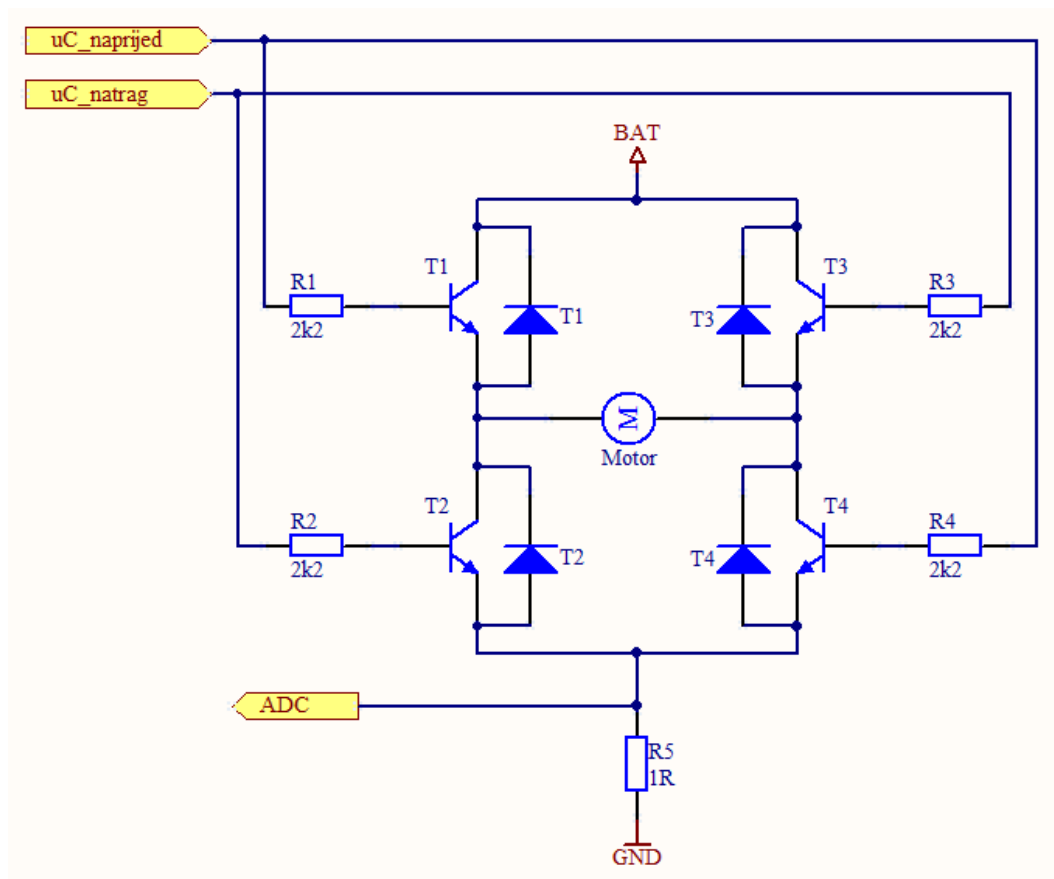 uC_naprijed
uC_natrag
BAT
T1
T3
R1
R3
T1
T3
2k2
2k2
M
Motor
T2
T4
R2
R4
T2
T4
2k2
2k2
ADC
R5
1R
GND